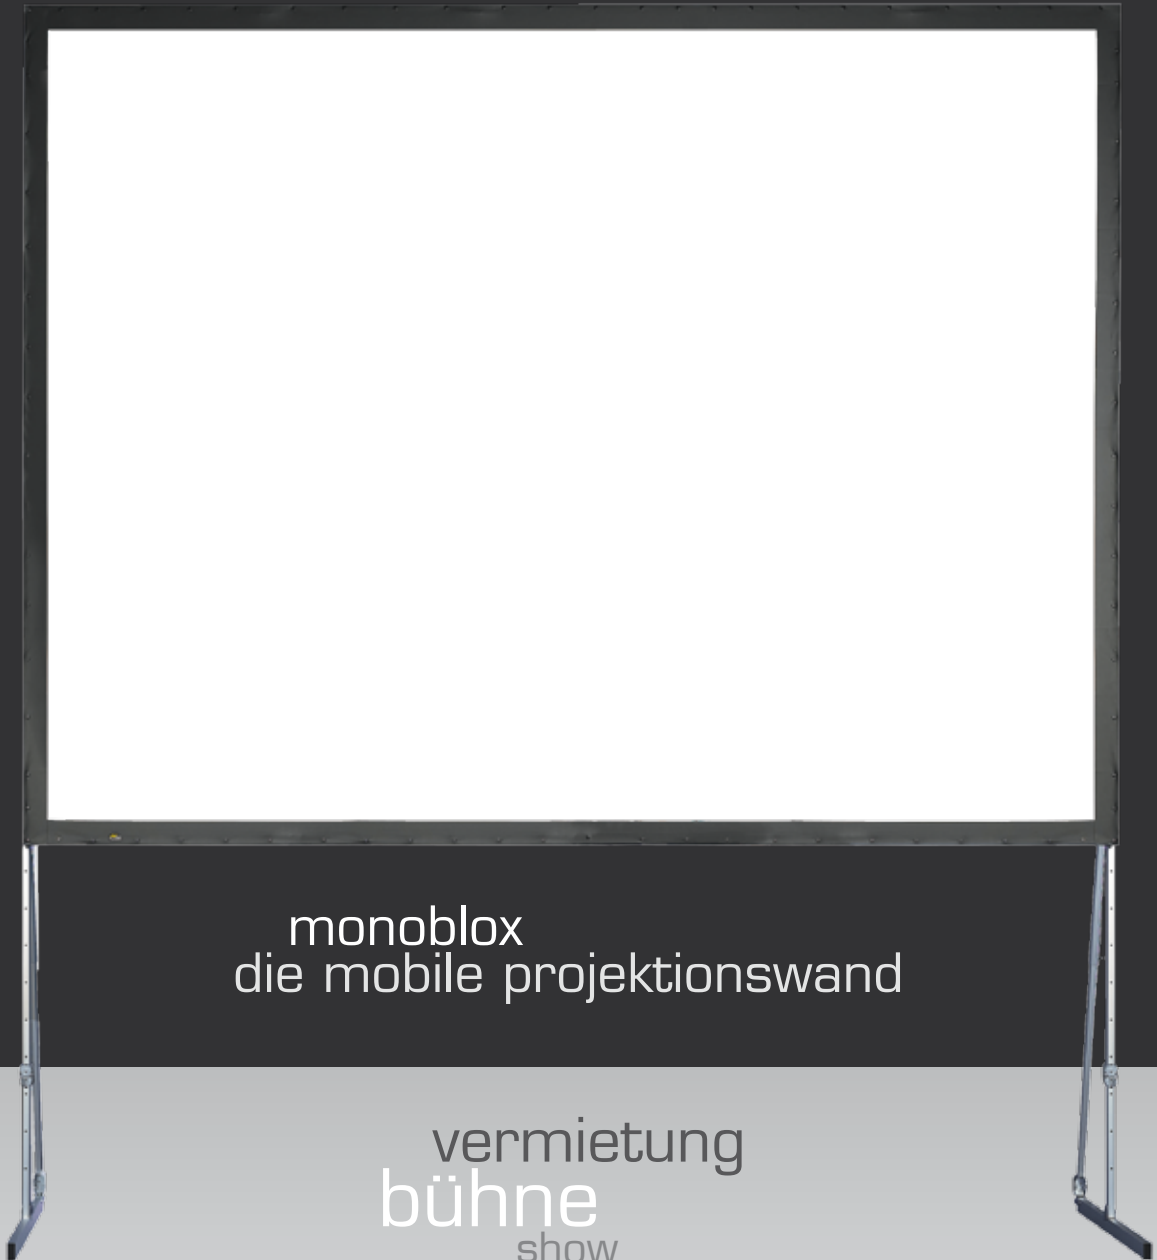 monoblox
die mobile projektionswand
vermietung
bühne
show